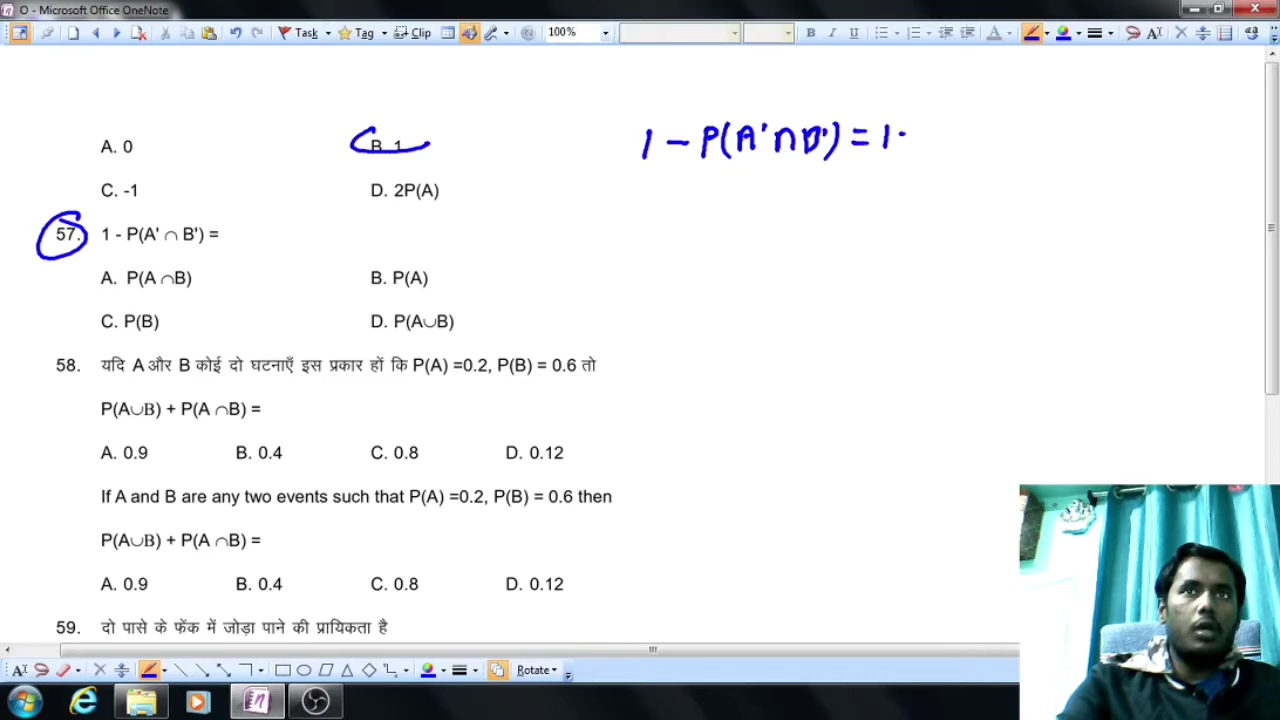 O - Microsoft Office OneNote
Task Tag Clip 100% B I U
A. 0 B. 1 1 - P(A' ∩ B') = 1-
C. -1 D. 2P(A)
57. 1 - P(A' ∩ B') =
A. P(A ∩B) B. P(A)
C. P(B) D. P(A∪B)
58. यदि A और B कोई दो घटनाएँ इस प्रकार हों कि P(A) =0.2, P(B) = 0.6 तो
P(A∪B) + P(A ∩B) =
A. 0.9 B. 0.4 C. 0.8 D. 0.12
If A and B are any two events such that P(A) =0.2, P(B) = 0.6 then
P(A∪B) + P(A ∩B) =
A. 0.9 B. 0.4 C. 0.8 D. 0.12
59. दो पासे के फेंक में जोड़ा पाने की प्रायिकता है
Rotate